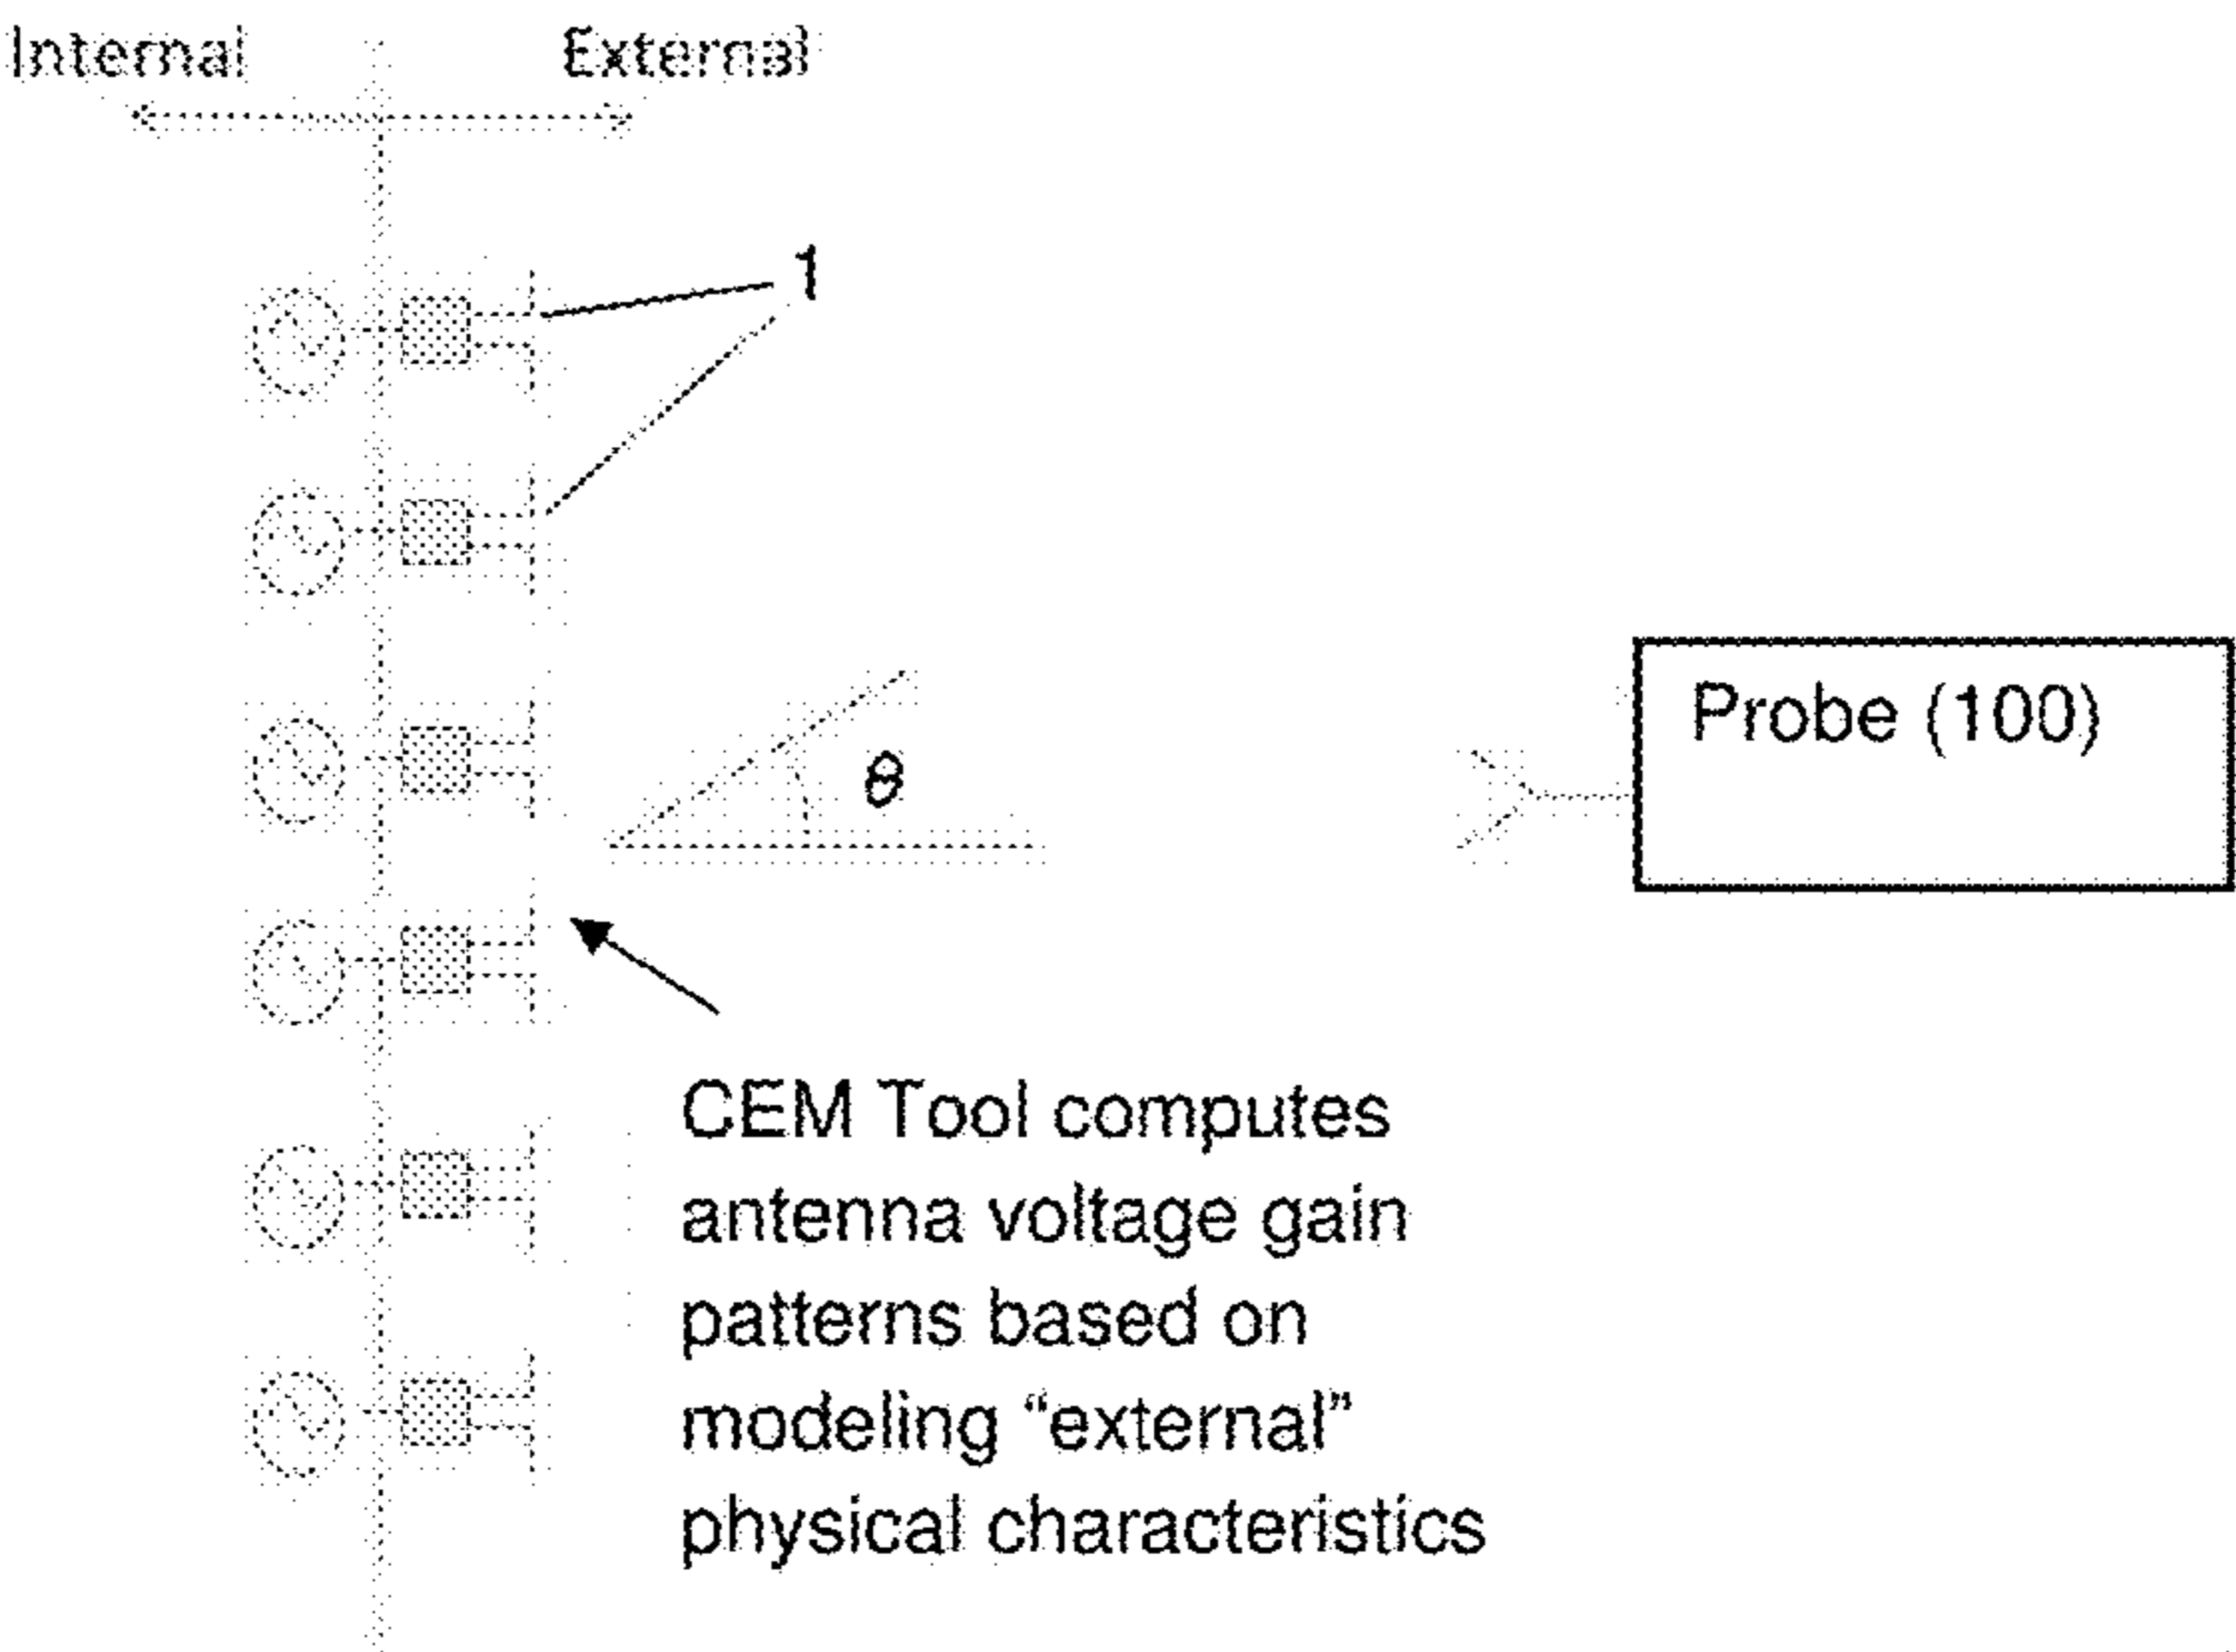 Internal
External
1
Probe (100)
θ
CEM Tool computes
antenna voltage gain
patterns based on
modeling “external”
physical characteristics